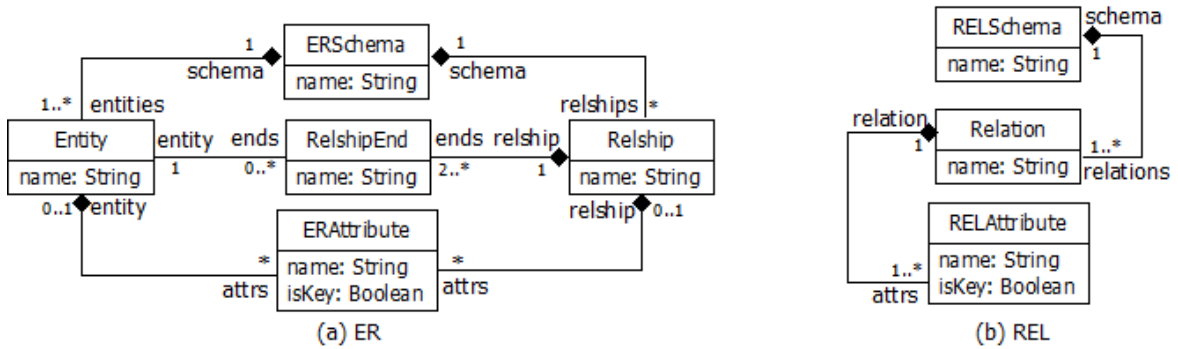 ERSchema
name: String
1
schema
1
schema
1..*
entities
relships
*
Entity
name: String
entity
1
ends
0..*
RelshipEnd
name: String
ends
2..*
relship
1
Relship
name: String
0..1
entity
relship
0..1
ERAttribute
name: String
isKey: Boolean
*
attrs
*
attrs
(a) ER
RELSchema
name: String
schema
1
relation
1
Relation
name: String
1..*
relations
RELAttribute
name: String
isKey: Boolean
1..*
attrs
(b) REL